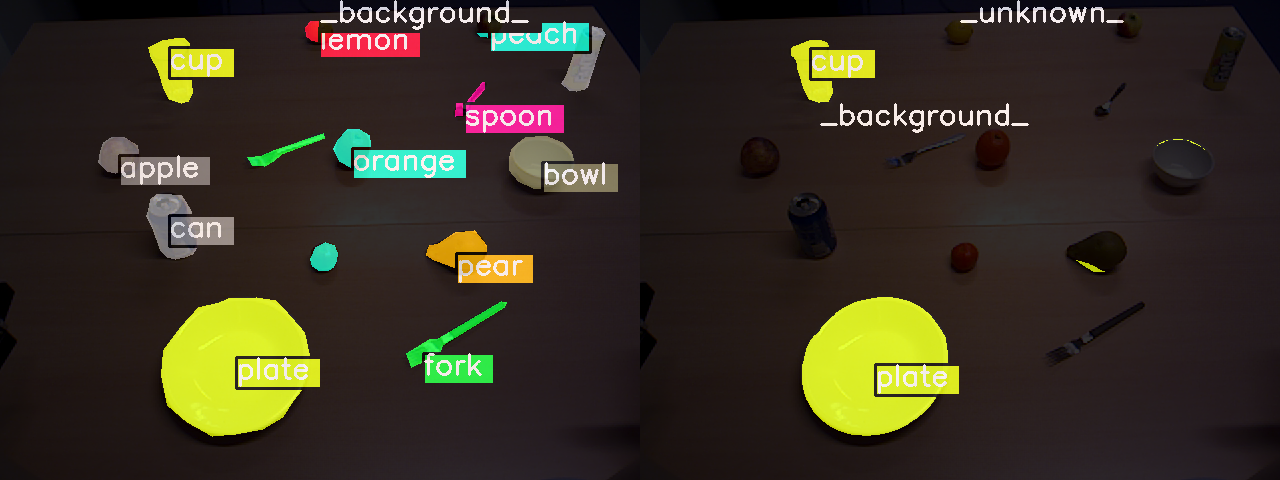 _background_
lemon
peach
cup
spoon
apple
orange
bowl
can
pear
plate
fork
_unknown_
cup
_background_
plate